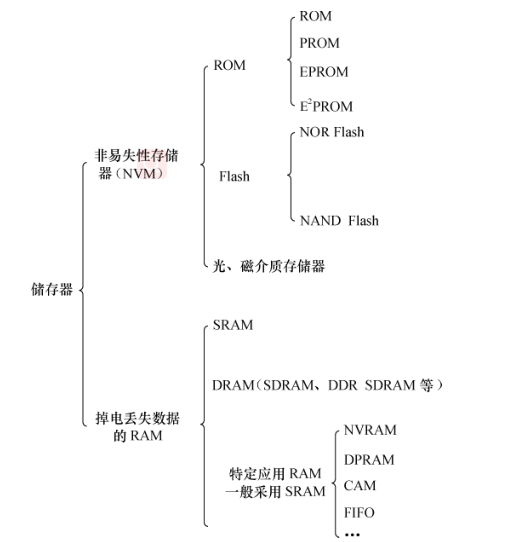 ROM
PROM
EPROM
E²PROM
ROM
NOR Flash
非易失性存储
器（NVM）
Flash
NAND Flash
光、磁介质存储器
储存器
SRAM
DRAM（SDRAM、DDR SDRAM 等）
掉电丢失数据
的 RAM
NVRAM
DPRAM
特定应用 RAM
一般采用 SRAM
CAM
FIFO
…